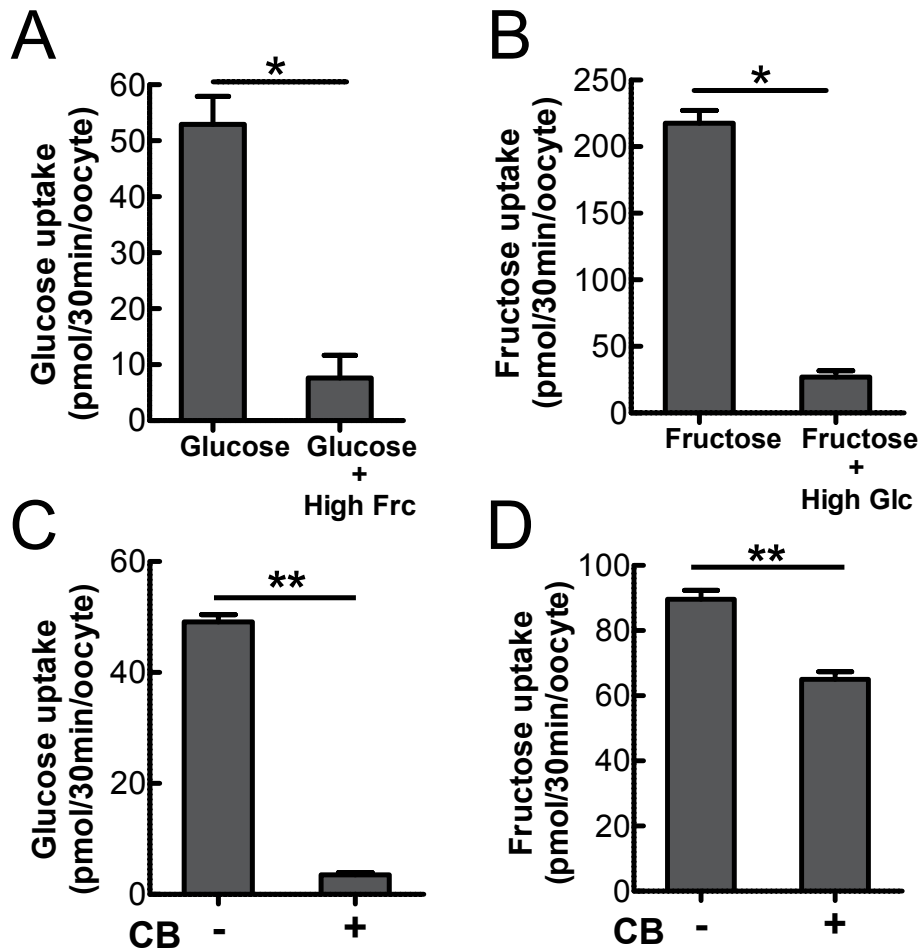 A
Glucose uptake
(pmol/30min/oocyte)
60
50
40
30
20
10
0
*
Glucose
Glucose
+
High Frc
B
Fructose uptake
(pmol/30min/oocyte)
250
200
150
100
50
0
*
Fructose
Fructose
+
High Glc
C
Glucose uptake
(pmol/30min/oocyte)
60
40
20
0
**
CB - +
D
Fructose uptake
(pmol/30min/oocyte)
100
80
60
40
20
0
**
CB - +